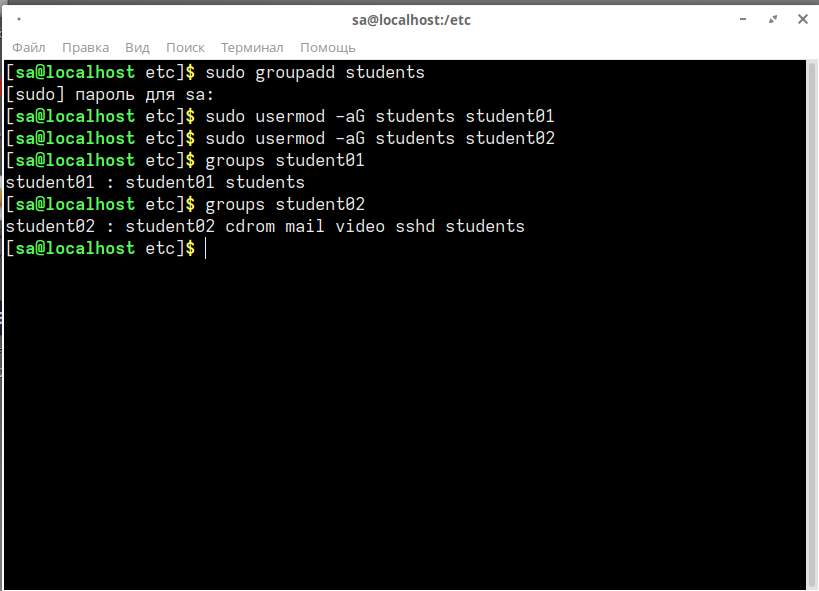 sa@localhost:/etc
Файл Правка Вид Поиск Терминал Помощь
[sa@localhost etc]$ sudo groupadd students
[sudo] пароль для sa:
[sa@localhost etc]$ sudo usermod -aG students student01
[sa@localhost etc]$ sudo usermod -aG students student02
[sa@localhost etc]$ groups student01
student01 : student01 students
[sa@localhost etc]$ groups student02
student02 : student02 cdrom mail video sshd students
[sa@localhost etc]$